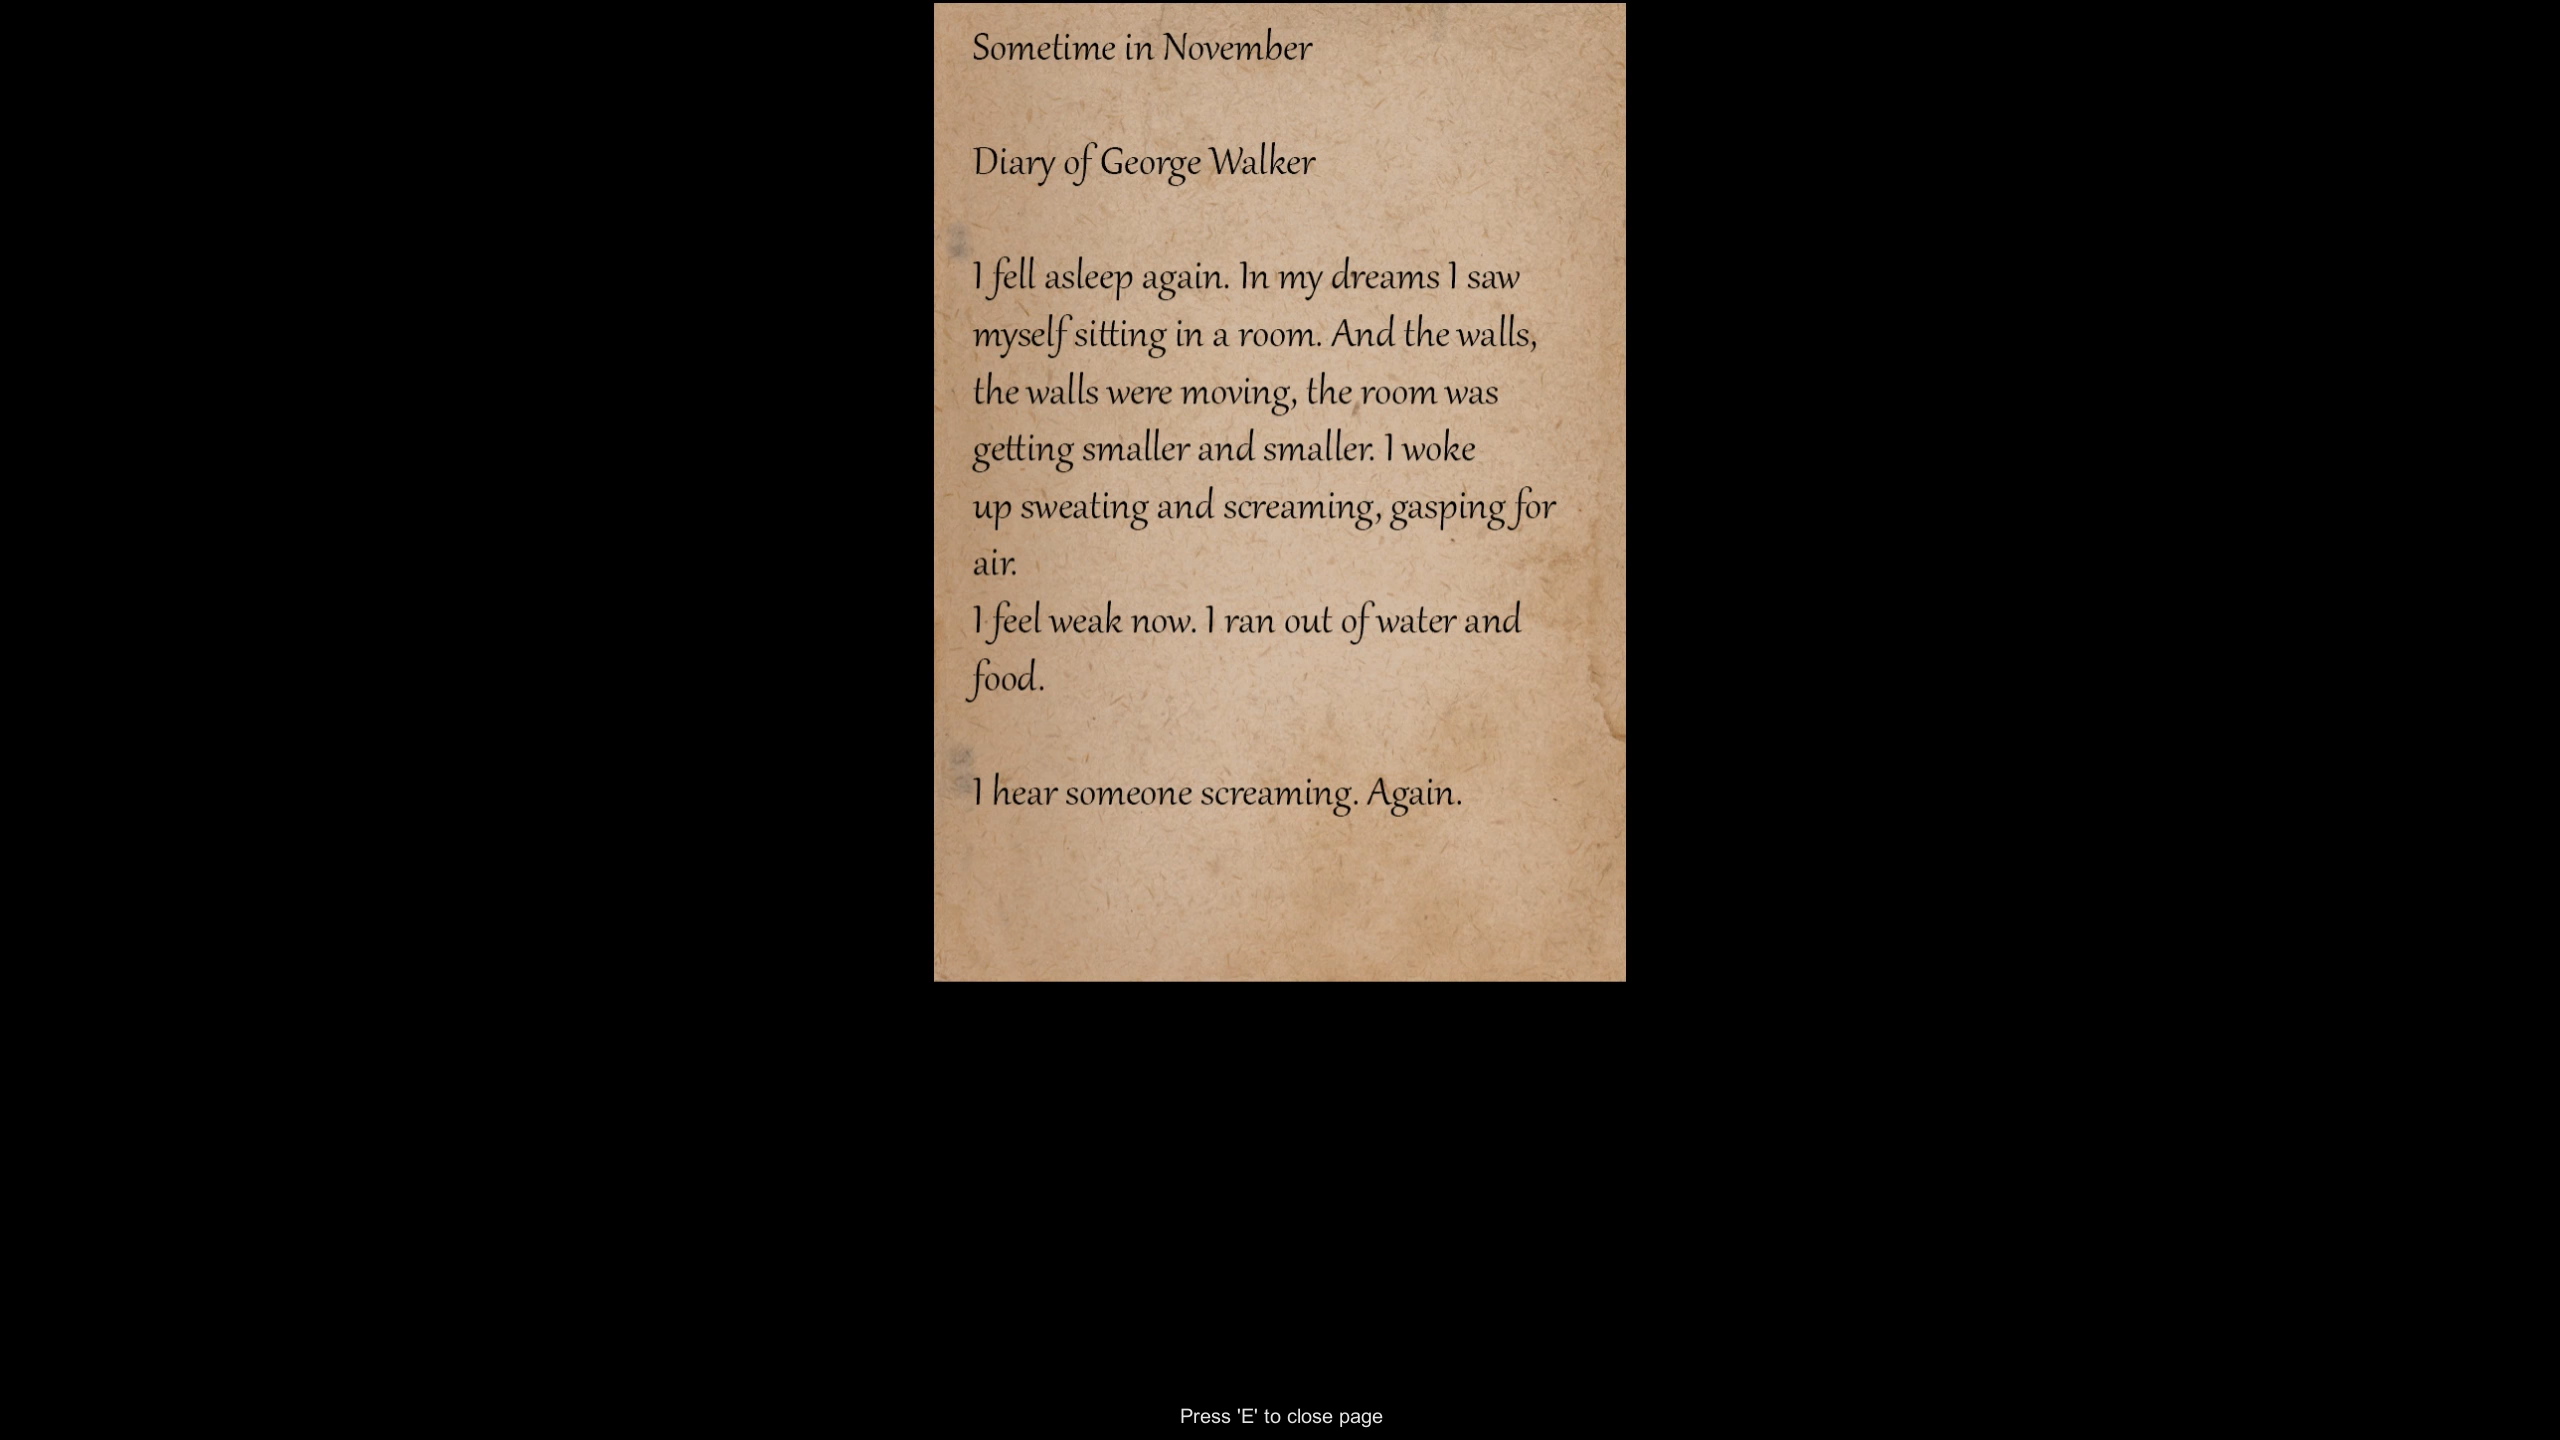 Sometime in November
Diary of George Walker
I fell asleep again. In my dreams I saw
myself sitting in a room. And the walls,
the walls were moving, the room was
getting smaller and smaller. I woke
up sweating and screaming, gasping for
air.
I feel weak now. I ran out of water and
food.
I hear someone screaming. Again.
Press 'E' to close page